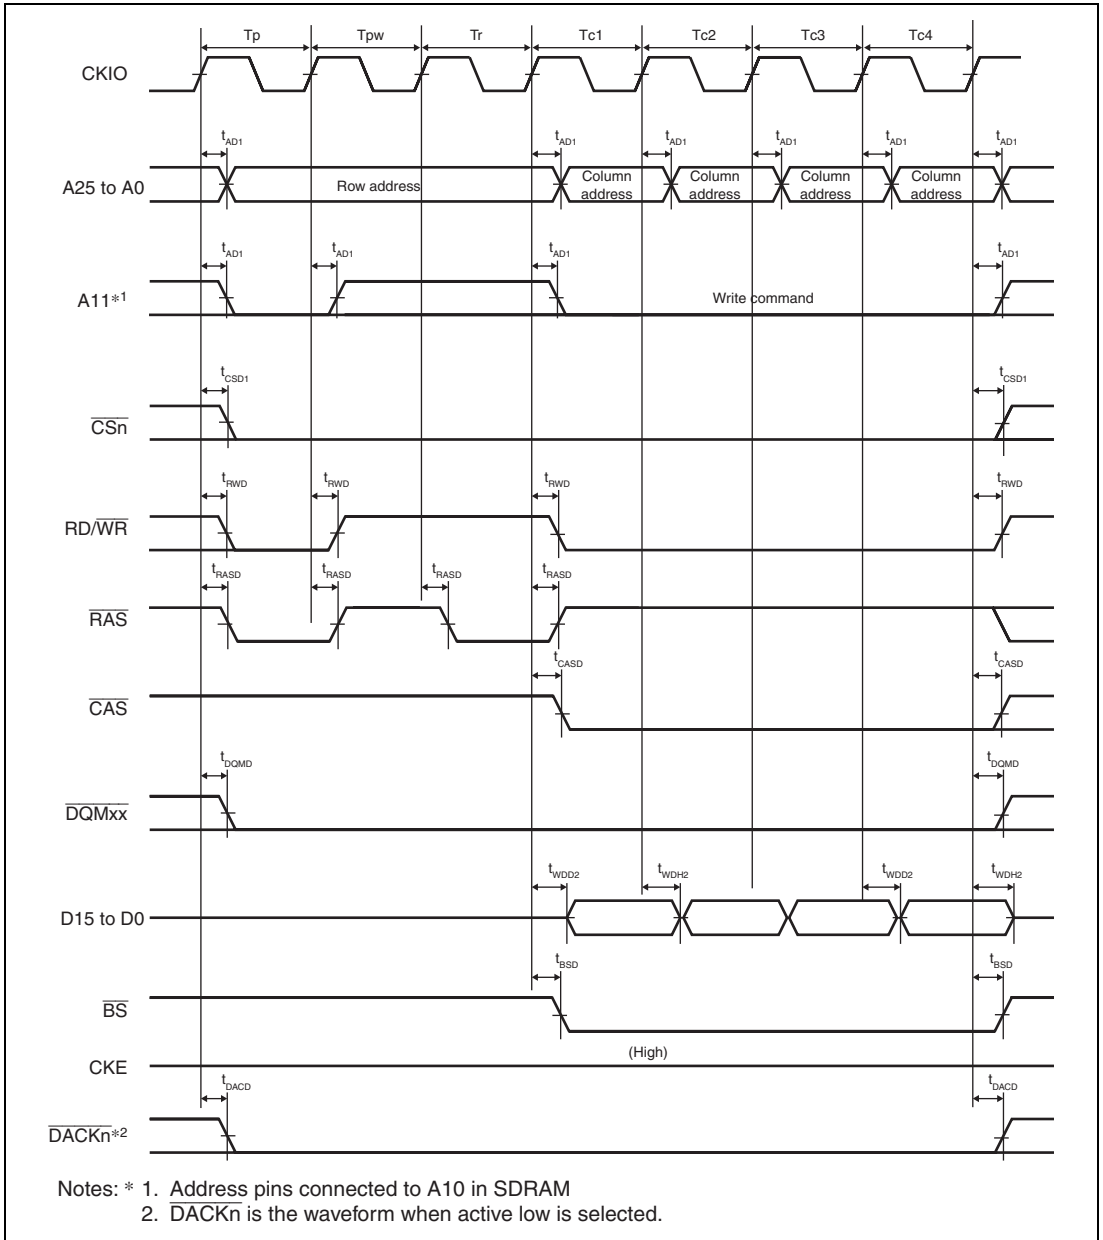 Tp Tpw Tr Tc1 Tc2 Tc3 Tc4
CKIO
tAD1 tAD1 tAD1 tAD1 tAD1 tAD1
A25 to A0 Row address Column address Column address Column address Column address
tAD1 tAD1 tAD1 tAD1
A11*1 Write command
tCSD1 tCSD1
CSn
tRWD tRWD tRWD tRWD
RD/WR
tRASD tRASD tRASD tRASD
RAS
tCASD tCASD
CAS
tDQMD tDQMD
DQMxx
tWDD2 tWDH2 tWDD2 tWDH2
D15 to D0
tBSD tBSD
BS
(High)
CKE
tDACD tDACD
DACKn*2
Notes: * 1. Address pins connected to A10 in SDRAM
2. DACKn is the waveform when active low is selected.